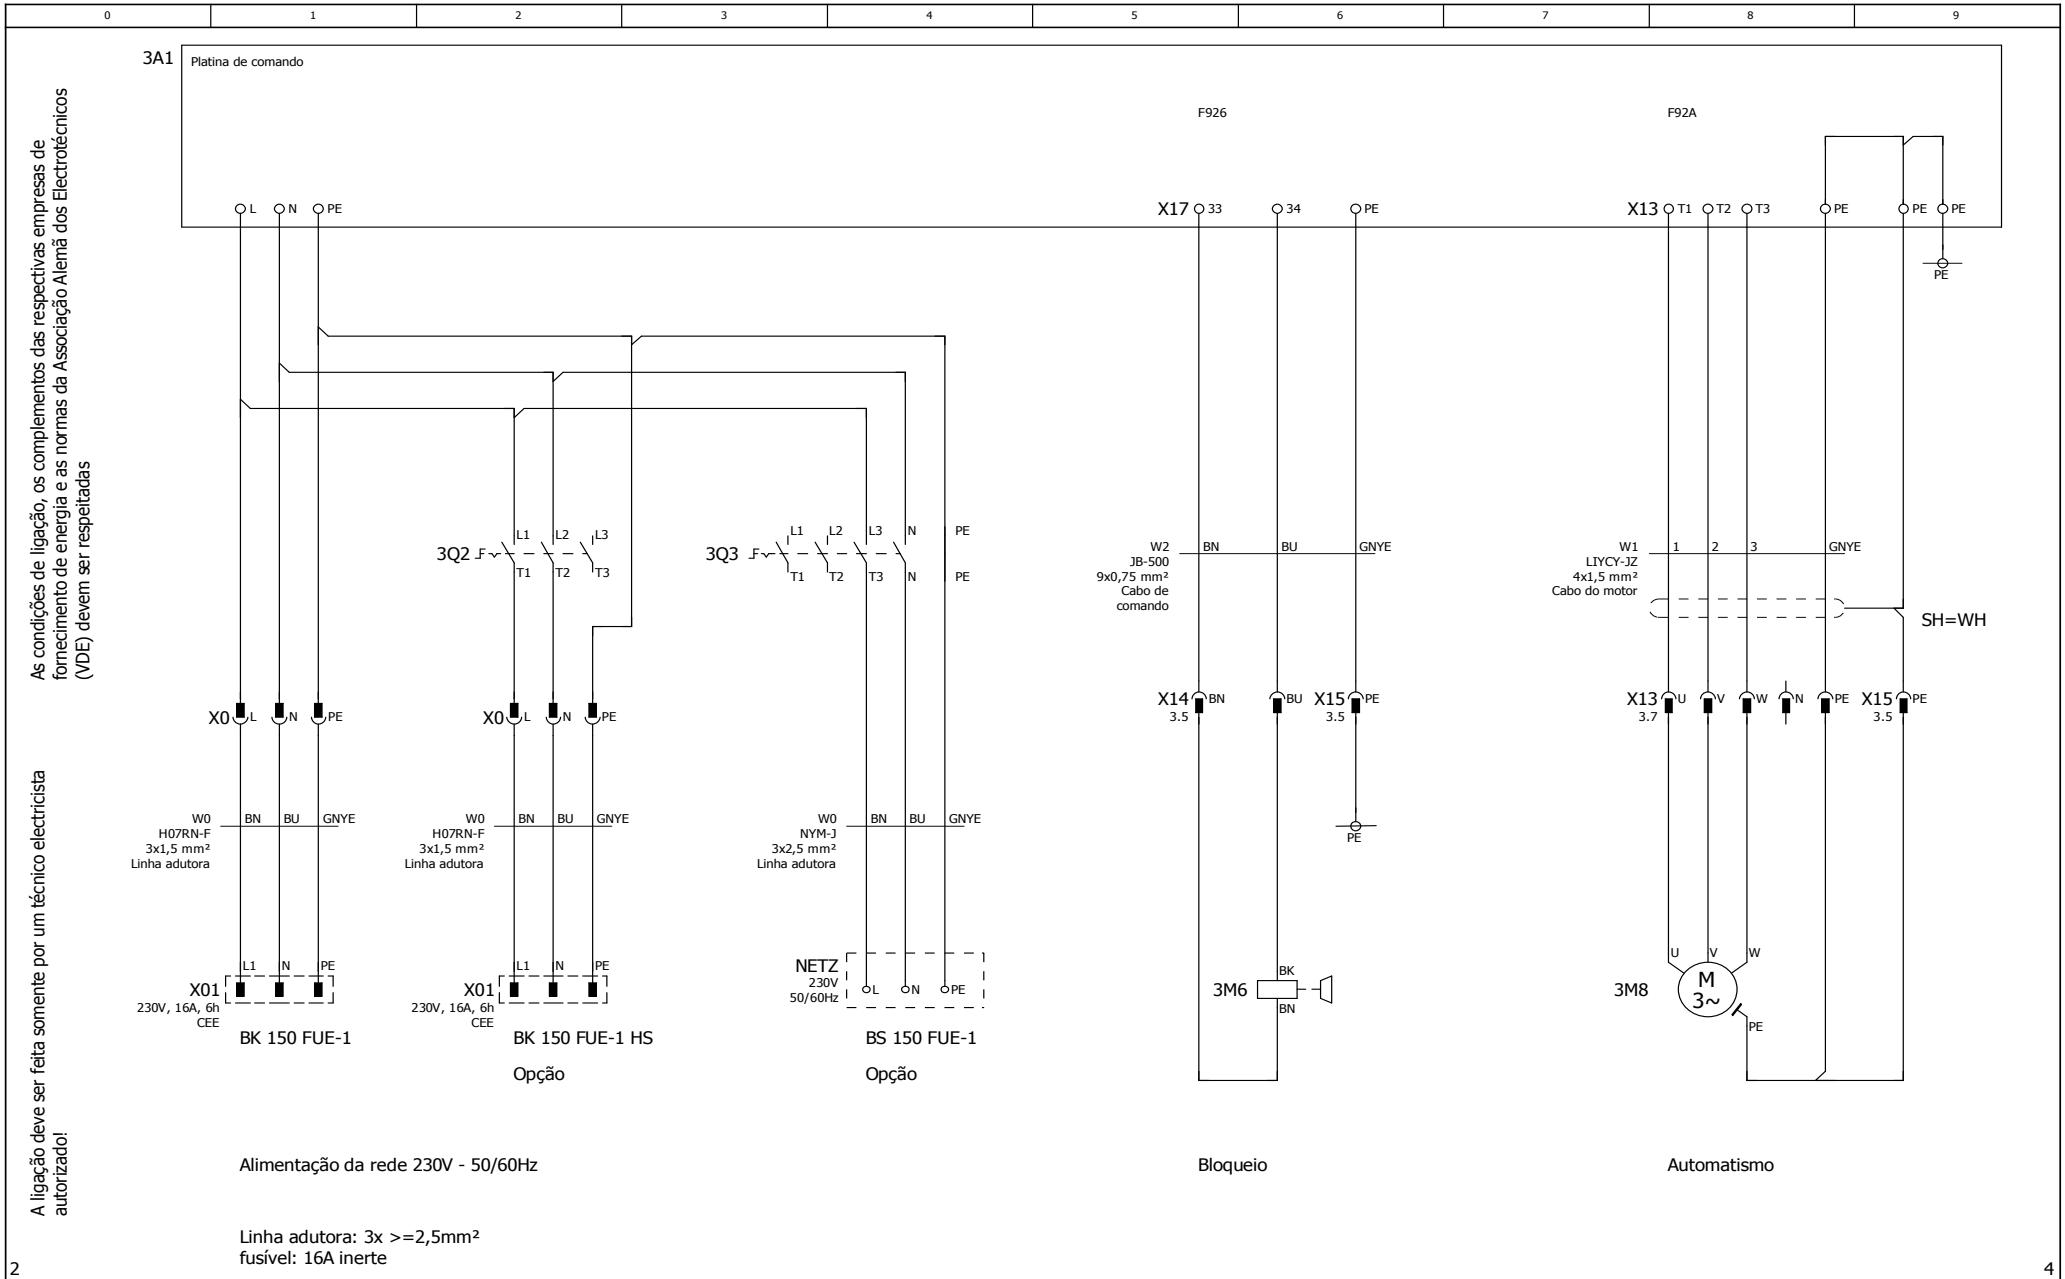 0 1 2 3 4 5 6 7 8 9
3A1
Platina de comando
F926
F92A
L
N
PE
X17
33
34
PE
X13
T1
T2
T3
PE
PE
PE
PE
As condições de ligação, os complementos das respectivas empresas de
fornecimento de energia e as normas da Associação Alemã dos Electrotécnicos
(VDE) devem ser respeitadas
A ligação deve ser feita somente por um técnico electricista
autorizado!
3Q2
L1
L2
L3
T1
T2
T3
3Q3
L1
L2
L3
N
PE
T1
T2
T3
N
PE
W2
JB-500
9x0,75 mm²
Cabo de
comando
BN
BU
GNYE
W1
LIYCY-JZ
4x1,5 mm²
Cabo do motor
1
2
3
GNYE
SH=WH
X0
L
N
PE
X0
L
N
PE
X14
3.5
BN
BU
X15
3.5
PE
X13
3.7
U
V
W
N
PE
X15
3.5
PE
W0
H07RN-F
3x1,5 mm²
Linha adutora
BN
BU
GNYE
W0
H07RN-F
3x1,5 mm²
Linha adutora
BN
BU
GNYE
W0
NYM-J
3x2,5 mm²
Linha adutora
BN
BU
GNYE
PE
X01
230V, 16A, 6h
CEE
L1
N
PE
BK 150 FUE-1
X01
230V, 16A, 6h
CEE
L1
N
PE
BK 150 FUE-1 HS
Opção
NETZ
230V
50/60Hz
L
N
PE
BS 150 FUE-1
Opção
3M6
BK
BN
3M8
U
V
W
M
3~
PE
Alimentação da rede 230V - 50/60Hz
Bloqueio
Automatismo
Linha adutora: 3x >=2,5mm²
fusível: 16A inerte
2
4